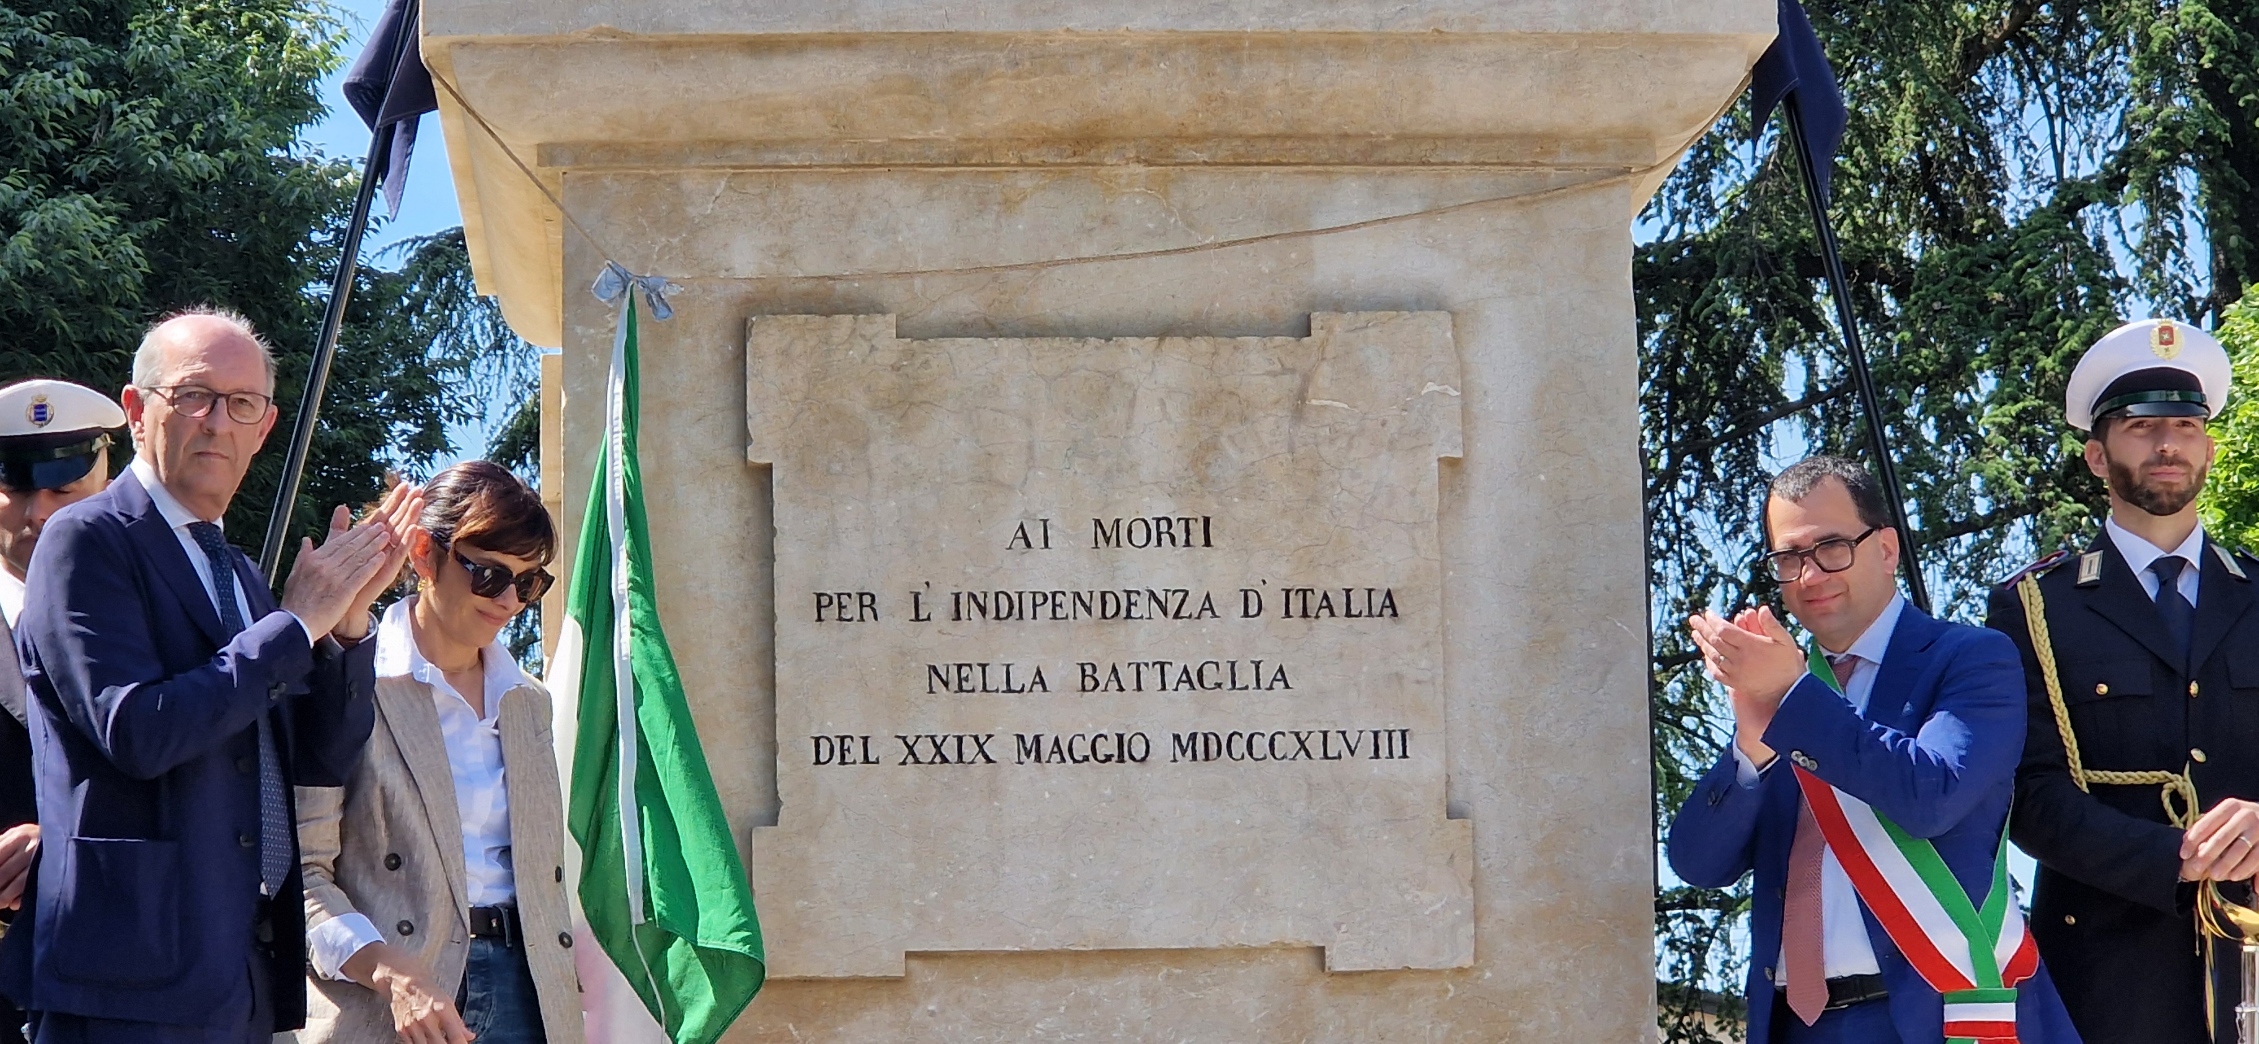 AI MORTI
PER L'INDIPENDENZA D'ITALIA
NELLA BATTAGLIA
DEL XXIX MAGGIO MDCCCXLVIII